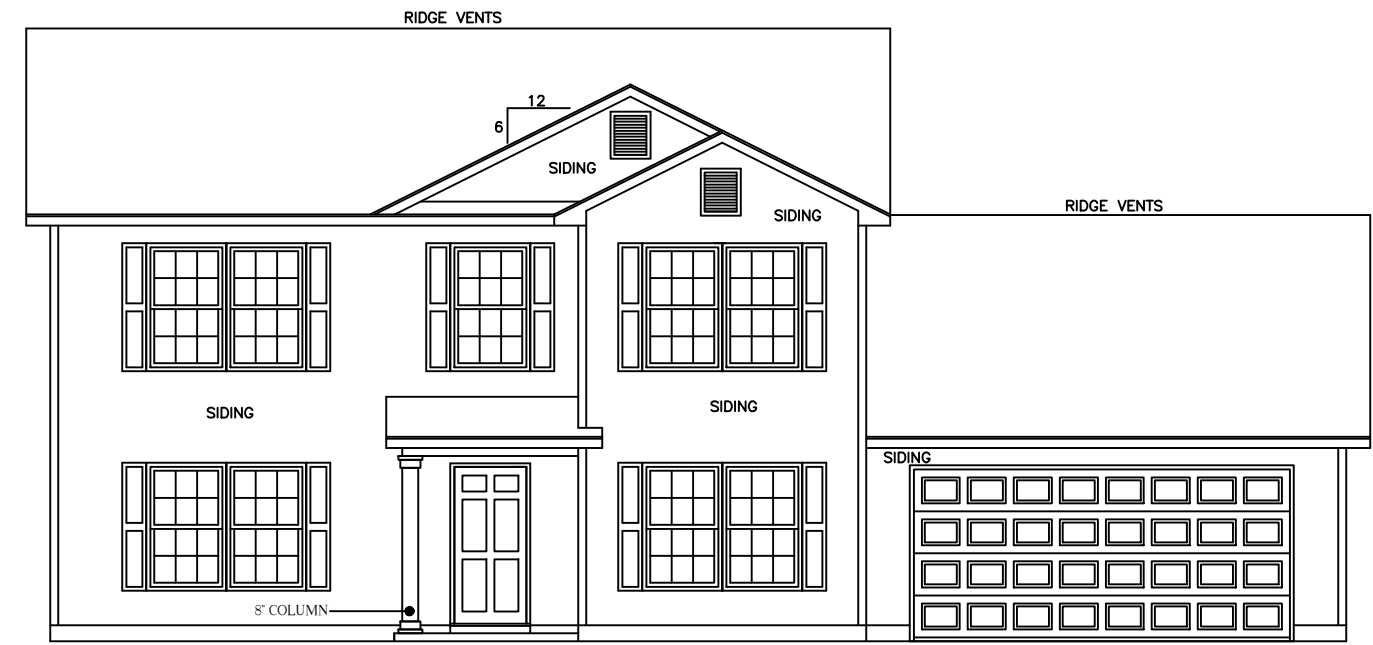 RIDGE VENTS
12
6
SIDING
SIDING
RIDGE VENTS
SIDING
SIDING
SIDING
8" COLUMN